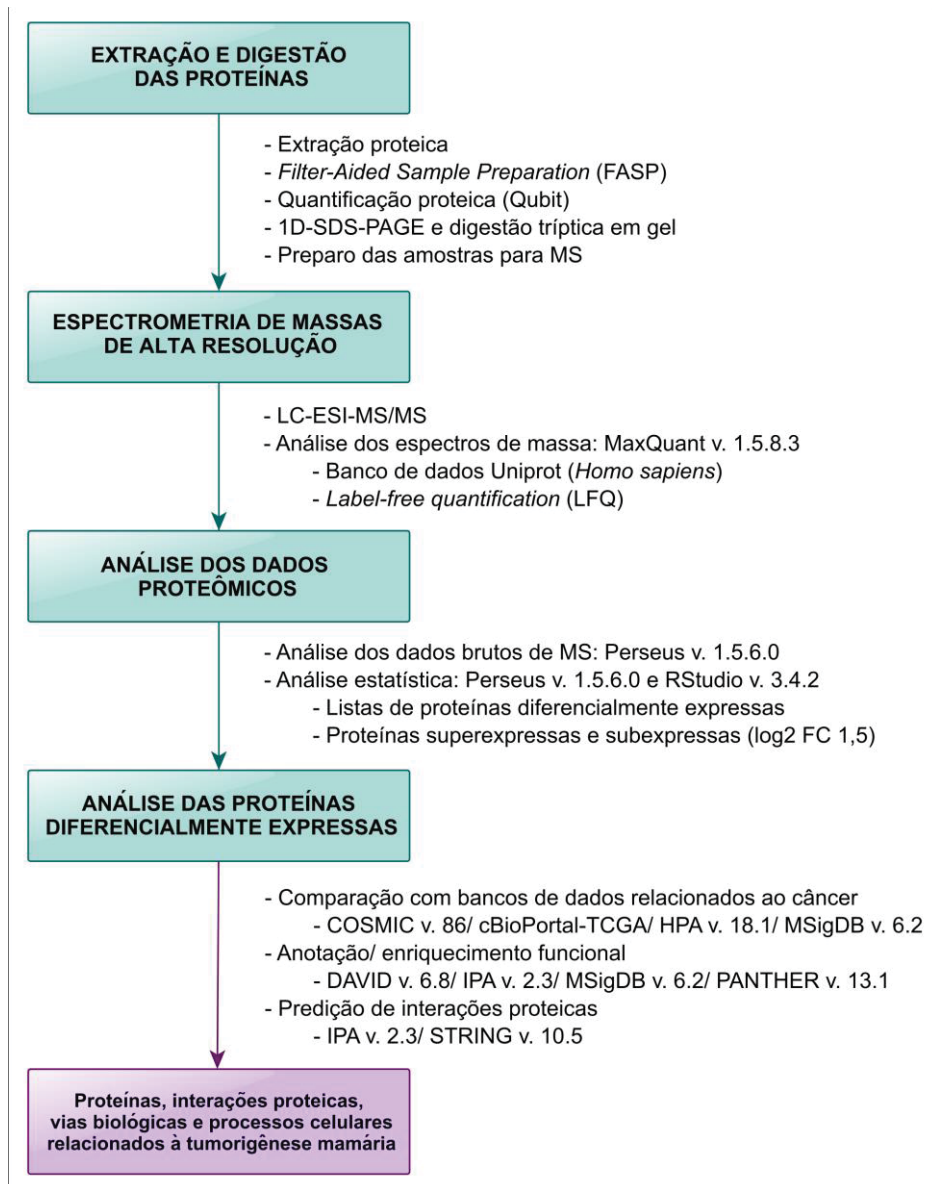 EXTRAÇÃO E DIGESTÃO
DAS PROTEÍNAS
- Extração proteica
- Filter-Aided Sample Preparation (FASP)
- Quantificação proteica (Qubit)
- 1D-SDS-PAGE e digestão tríptica em gel
- Preparo das amostras para MS
ESPECTROMETRIA DE MASSAS
DE ALTA RESOLUÇÃO
- LC-ESI-MS/MS
- Análise dos espectros de massa: MaxQuant v. 1.5.8.3
- Banco de dados Uniprot (Homo sapiens)
- Label-free quantification (LFQ)
ANÁLISE DOS DADOS
PROTEÔMICOS
- Análise dos dados brutos de MS: Perseus v. 1.5.6.0
- Análise estatística: Perseus v. 1.5.6.0 e RStudio v. 3.4.2
- Listas de proteínas diferencialmente expressas
- Proteínas superexpressas e subexpressas (log2 FC 1,5)
ANÁLISE DAS PROTEÍNAS
DIFERENCIALMENTE EXPRESSAS
- Comparação com bancos de dados relacionados ao câncer
- COSMIC v. 86/ cBioPortal-TCGA/ HPA v. 18.1/ MSigDB v. 6.2
- Anotação/ enriquecimento funcional
- DAVID v. 6.8/ IPA v. 2.3/ MSigDB v. 6.2/ PANTHER v. 13.1
- Predição de interações proteicas
- IPA v. 2.3/ STRING v. 10.5
Proteínas, interações proteicas,
vias biológicas e processos celulares
relacionados à tumorigênese mamária